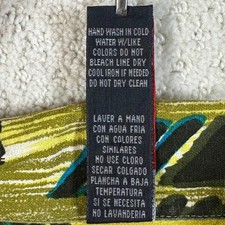 HAND WASH IN COLD
WATER W/LIKE
COLORS DO NOT
BLEACH LINE DRY
COOL IRON IF NEEDED
DO NOT DRY CLEAN
LAVER A MANO
CON AGUA FRIA
CON COLORES
SIMILARES
NO USE CLORO
SECAR COLGADO
PLANCHA A BAJA
TEMPERATURA
SI SE NECESITA
NO LAVANDERIA